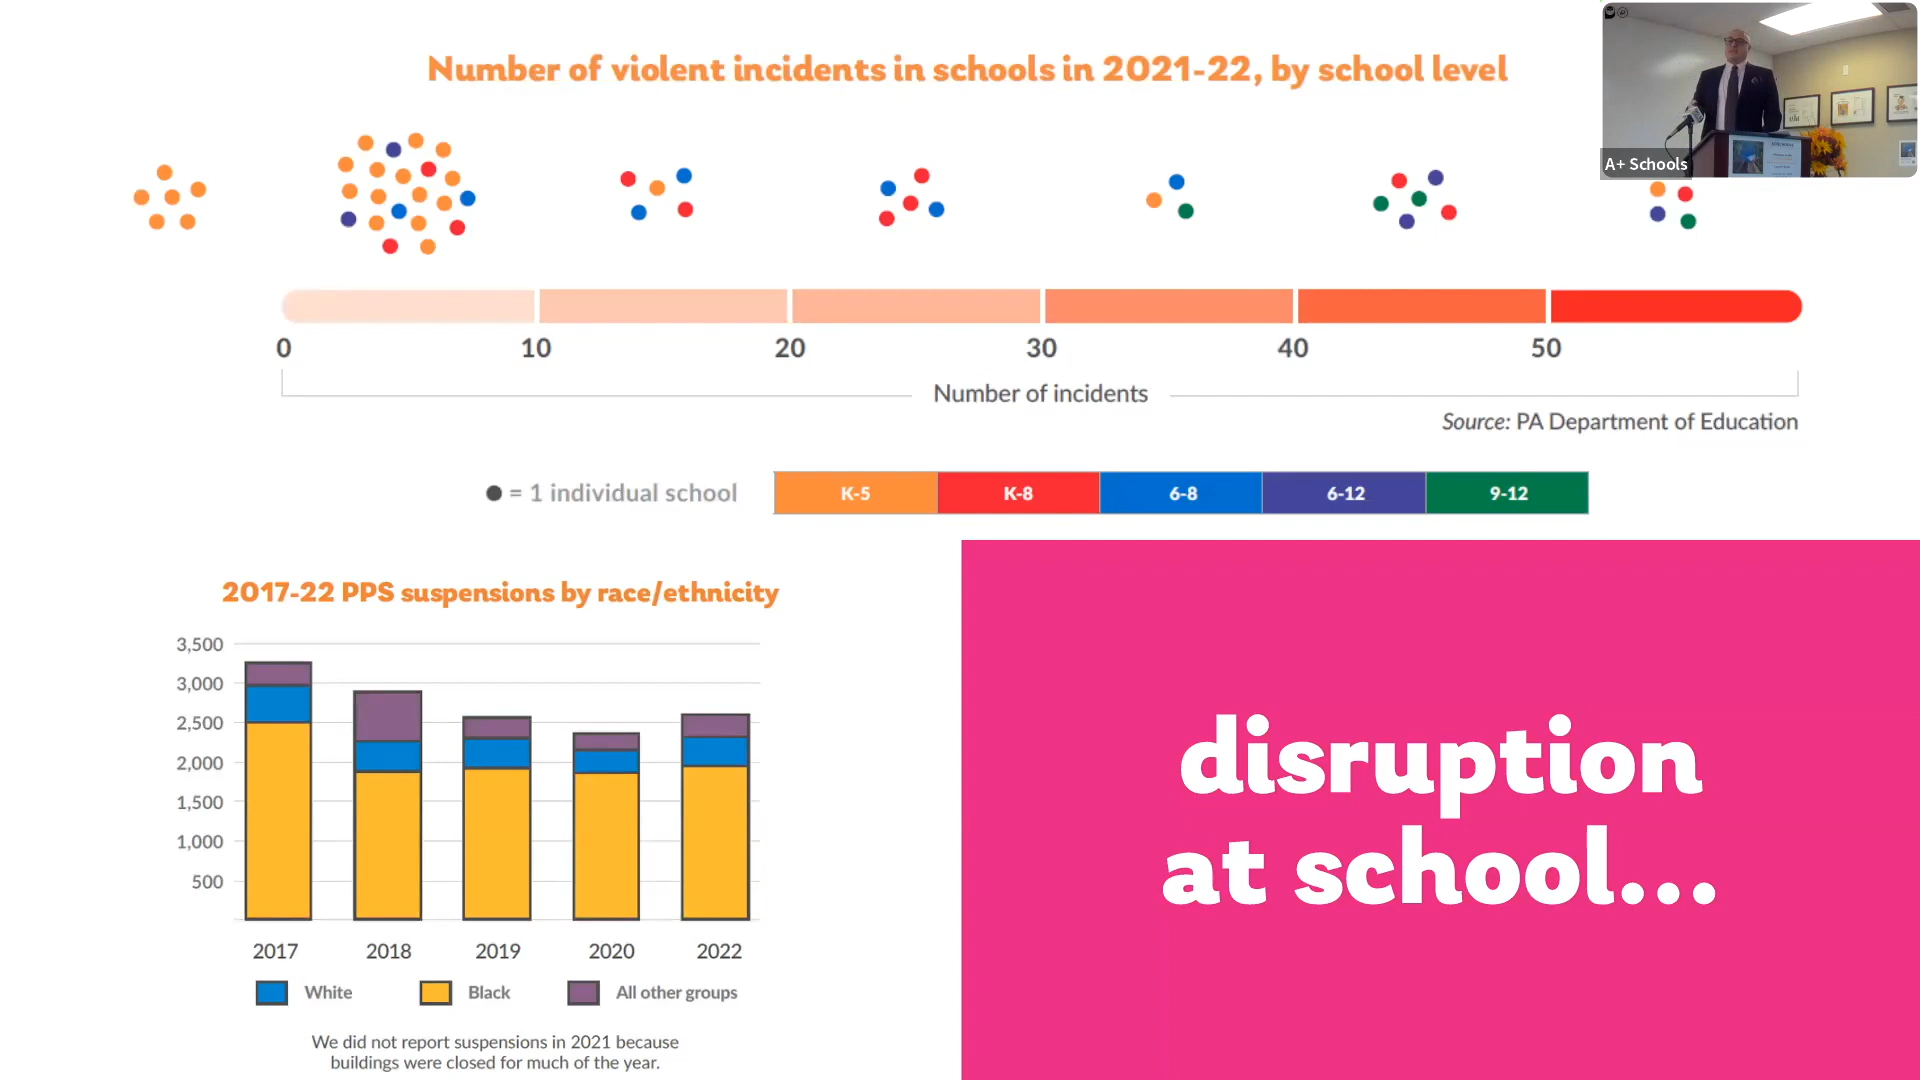 Number of violent incidents in schools in 2021-22, by school level
A+ Schools
0 10 20 30 40 50
Number of incidents
Source: PA Department of Education
= 1 individual school
K-5 K-8 6-8 6-12 9-12
2017-22 PPS suspensions by race/ethnicity
3,500
3,000
2,500
2,000
1,500
1,000
500
2017 2018 2019 2020 2022
White Black All other groups
We did not report suspensions in 2021 because
buildings were closed for much of the year.
disruption
at school...